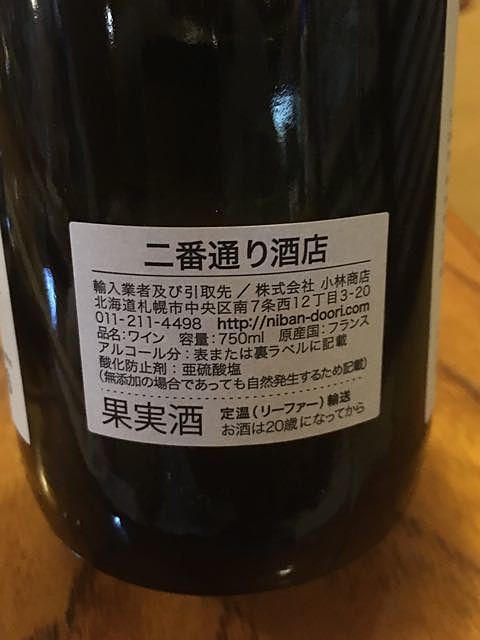 二番通り酒店
輸入業者及び引取先／株式会社 小林商店
北海道札幌市中央区南7条西12丁目3-20
011-211-4498 http://niban-doori.com
品名:ワイン 容量:750ml 原産国:フランス
アルコール分:表または裏ラベルに記載
酸化防止剤:亜硫酸塩
(無添加の場合であっても自然発生するため記載)
果実酒 定温(リーファー)輸送
お酒は20歳になってから